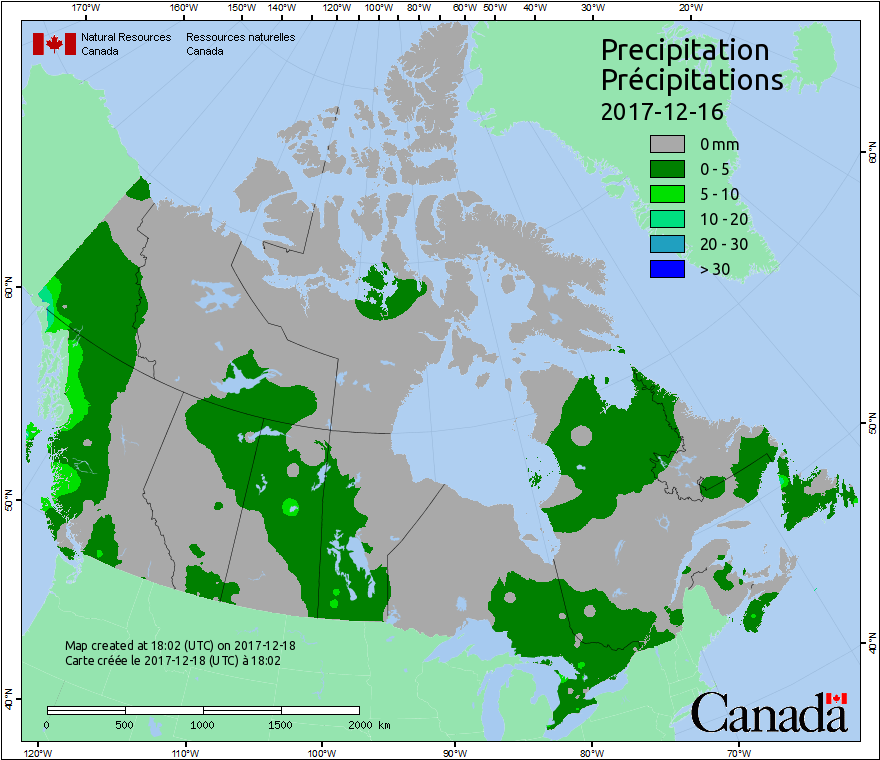 170°W 160°W 150°W 140°W 120°W 100°W 80°W 60°W 50°W 40°W 30°W 20°W
Natural Resources Ressources naturelles
Canada Canada
Precipitation
Précipitations
2017-12-16
0 mm
0 - 5
5 - 10
10 - 20
20 - 30
> 30
60°N
60°N
50°N
50°N
40°N
40°N
Map created at 18:02 (UTC) on 2017-12-18
Carte créée le 2017-12-18 (UTC) à 18:02
0 500 1000 1500 2000 km
Canada
120°W 110°W 100°W 90°W 80°W 70°W